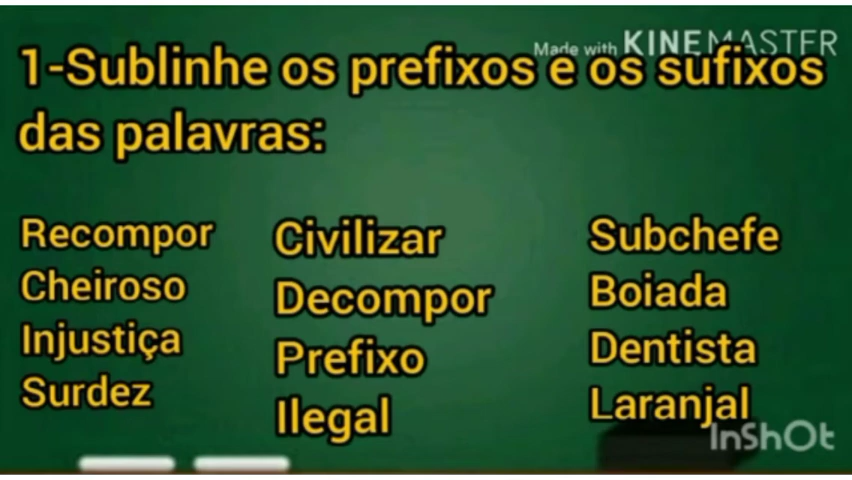 Made with KINEMASTER
1-Sublinhe os prefixos e os sufixos
das palavras:
Recompor
Cheiroso
Injustiça
Surdez
Civilizar
Decompor
Prefixo
Ilegal
Subchefe
Boiada
Dentista
Laranjal
InShOt